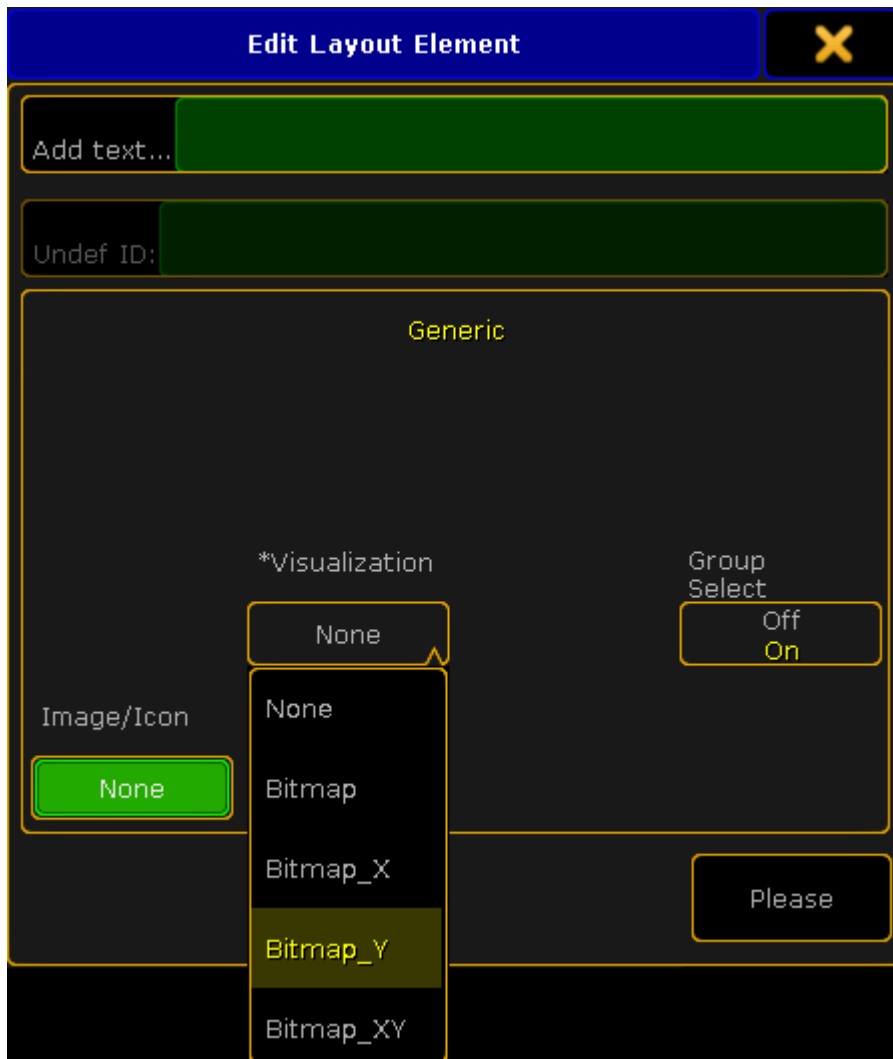 Edit Layout Element
Add text...
Undef ID:
Generic
*Visualization
Group
Select
None
Off
On
Image/Icon
None
None
Bitmap
Bitmap_X
Bitmap_Y
Bitmap_XY
Please